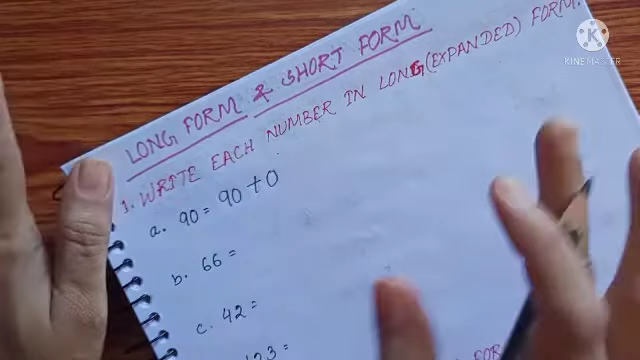 LONG FORM & SHORT FORM
1. WRITE EACH NUMBER IN LONG (EXPANDED) FORM.
a. 90 = 90 + 0
b. 66 =
c. 42 =
KINEMASTER